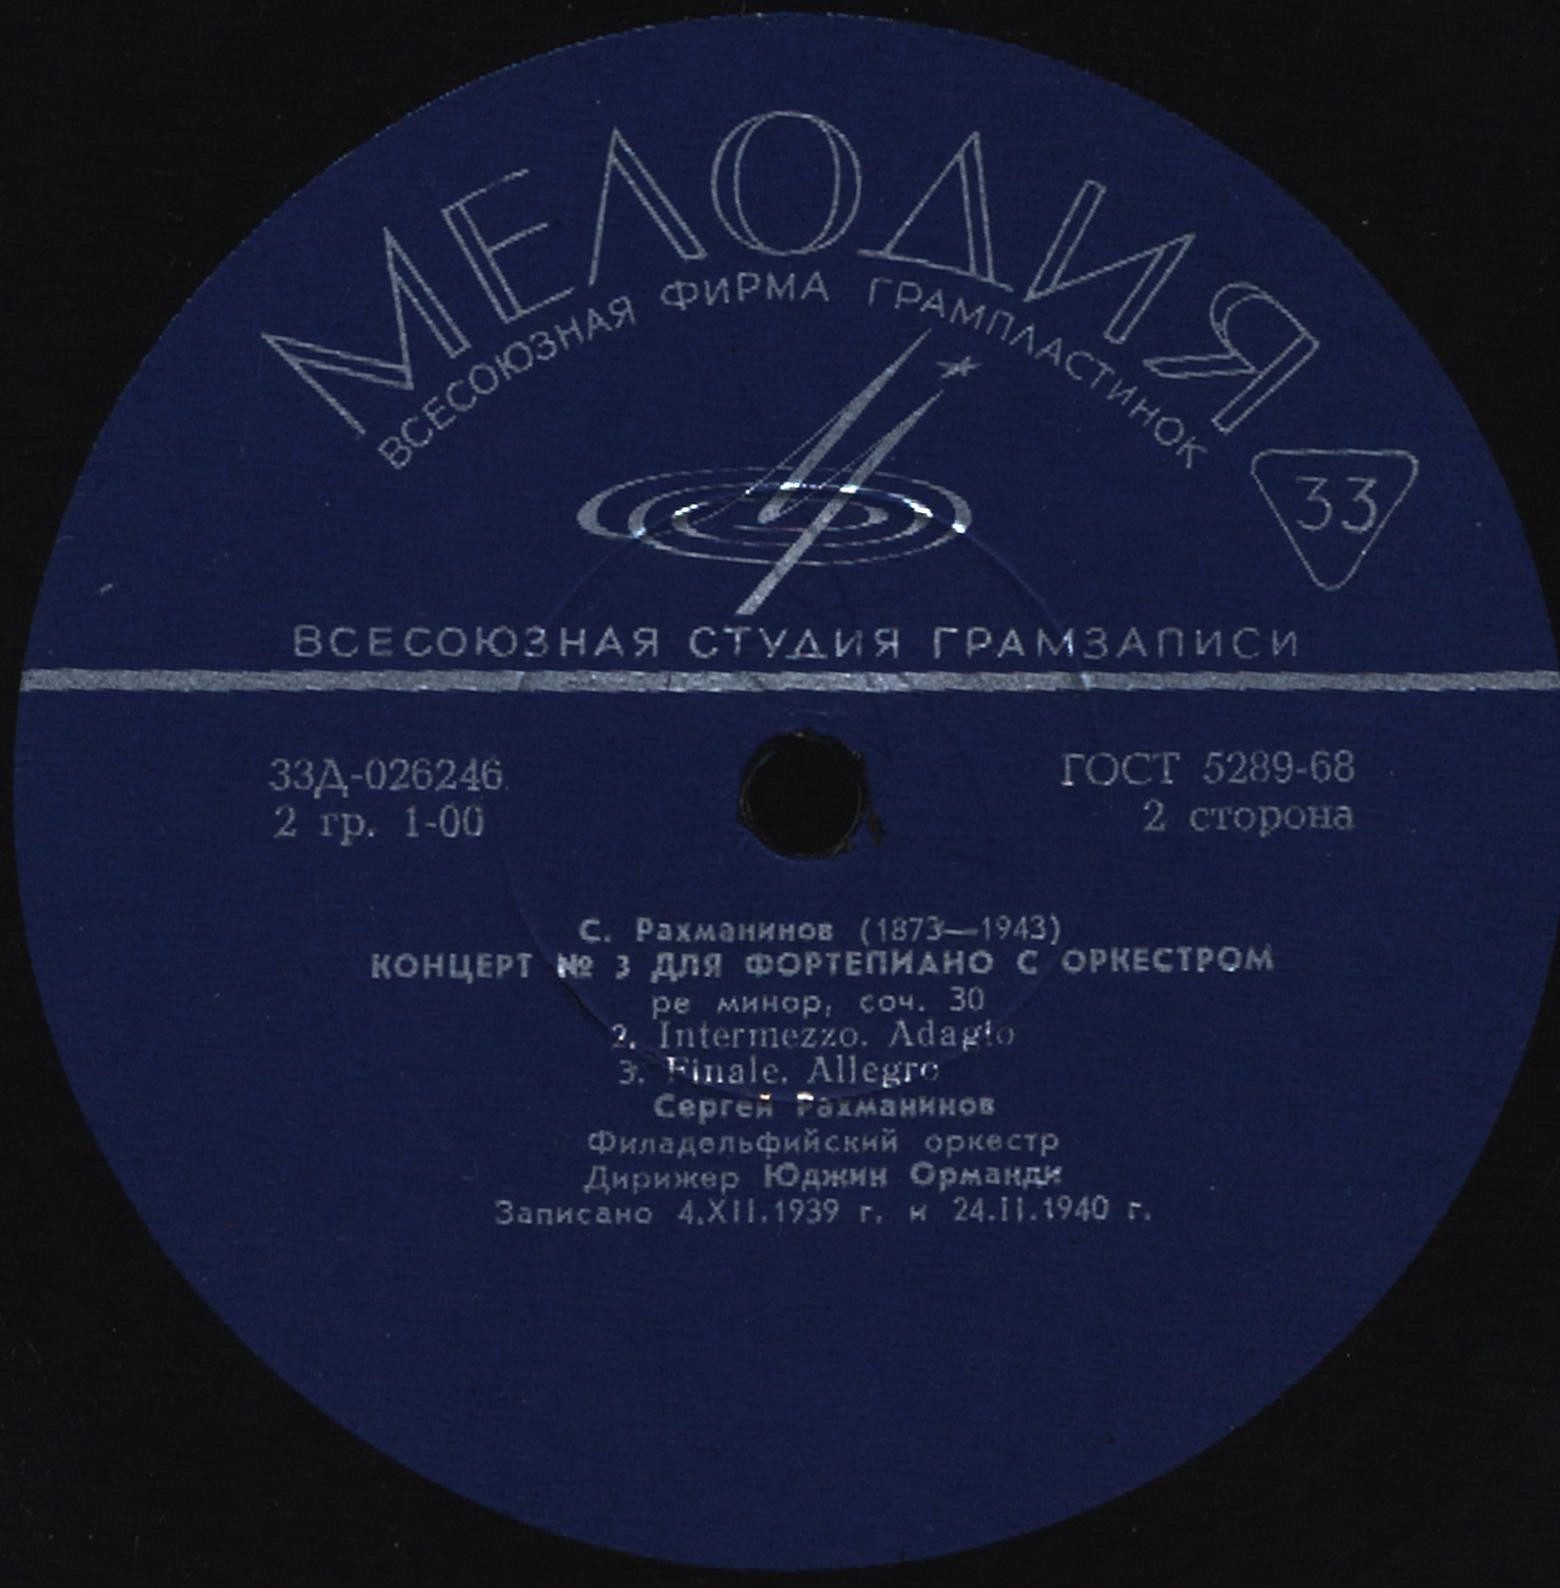 МЕЛОДИЯ
ВСЕСОЮЗНАЯ ФИРМА ГРАМПЛАСТИНОК
33
ВСЕСОЮЗНАЯ СТУДИЯ ГРАМЗАПИСИ
33Д-026246
ГОСТ 5289-68
2 гр. 1-00
2 сторона
С. Рахманинов (1873—1943)
КОНЦЕРТ № 3 ДЛЯ ФОРТЕПИАНО С ОРКЕСТРОМ
ре минор, соч. 30
2. Intermezzo. Adagio
3. Finale. Allegro
Сергей Рахманинов
Филадельфийский оркестр
Дирижер Юджин Орманди
Записано 4.XII.1939 г. и 24.II.1940 г.